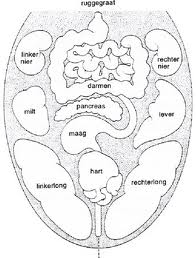 ruggegraat
linker
nier
rechter
nier
darmen
milt
pancreas
lever
maag
hart
linkerlong
rechterlong